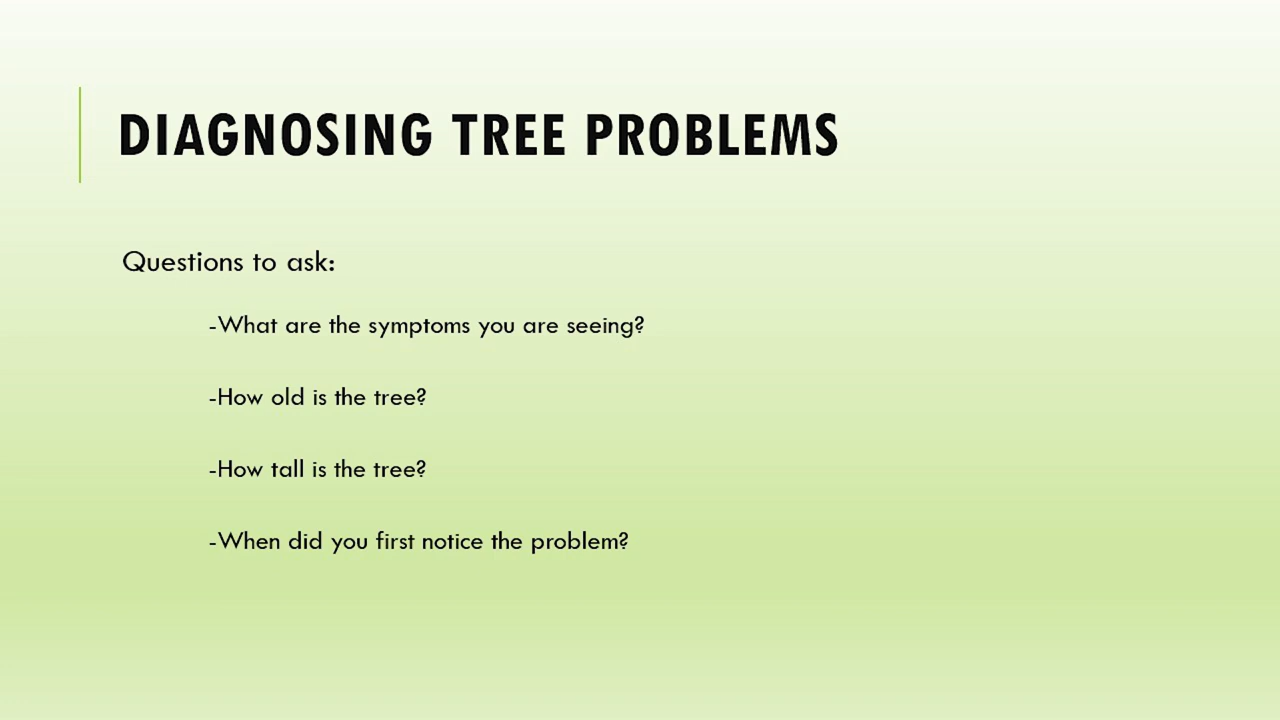 DIAGNOSING TREE PROBLEMS
Questions to ask:
-What are the symptoms you are seeing?
-How old is the tree?
-How tall is the tree?
-When did you first notice the problem?